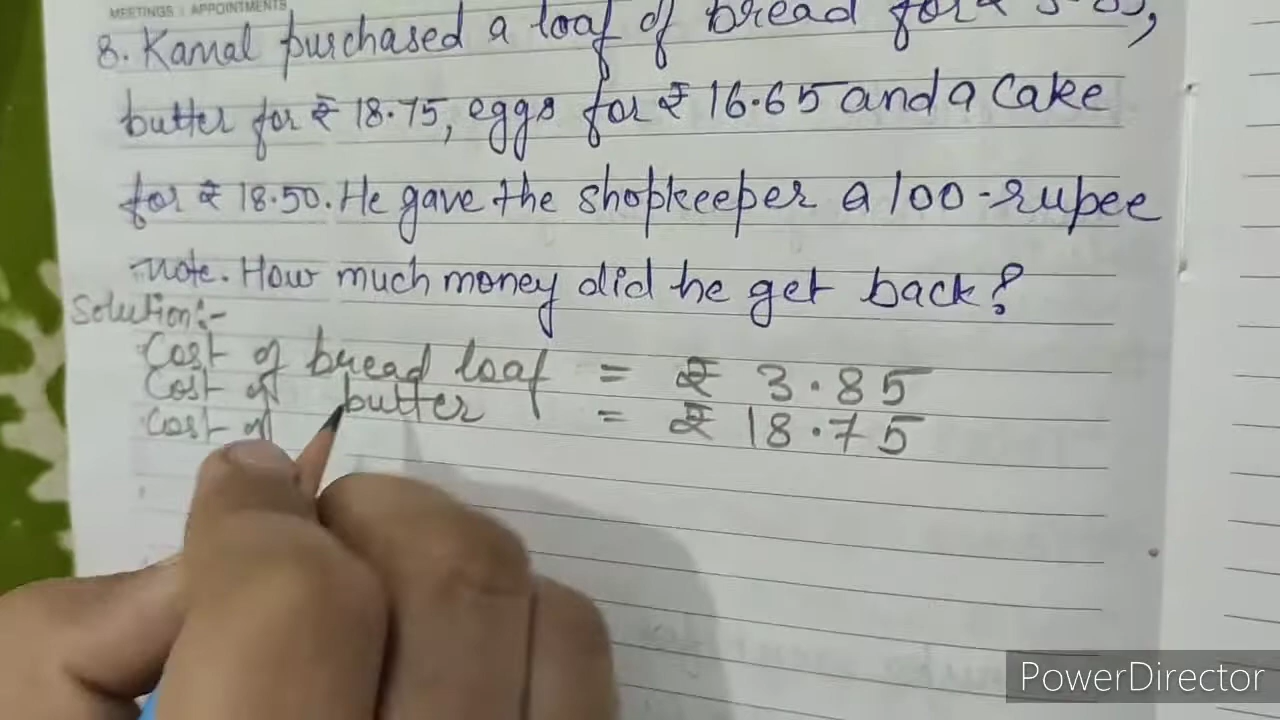 MEETINGS : APPOINTMENTS
8. Kamal purchased a loaf of bread for ₹ 3.85,
butter for ₹ 18.75, eggs for ₹ 16.65 and a cake
for ₹ 18.50. He gave the shopkeeper a 100-rupee
note. How much money did he get back?
Solution:-
Cost of bread loaf = ₹ 3.85
Cost of butter = ₹ 18.75
Cost of
PowerDirector